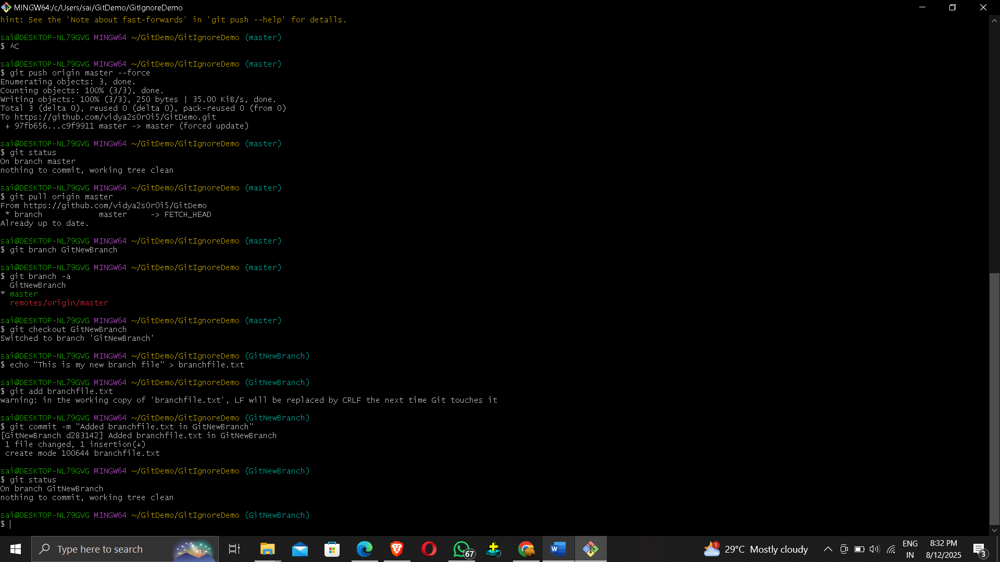 MINGW64:/c/Users/sai/GitDemo/GitIgnoreDemo
hint: See the 'Note about fast-forwards' in 'git push --help' for details.
sai@DESKTOP-NL79GVG MINGW64 ~/GitDemo/GitIgnoreDemo (master)
$ ^C
sai@DESKTOP-NL79GVG MINGW64 ~/GitDemo/GitIgnoreDemo (master)
$ git push origin master --force
Enumerating objects: 3, done.
Counting objects: 100% (3/3), done.
Writing objects: 100% (3/3), 250 bytes | 35.00 KiB/s, done.
Total 3 (delta 0), reused 0 (delta 0), pack-reused 0 (from 0)
To https://github.com/vidya2s0r0i5/GitDemo.git
 + 97fb656...c9f9911 master -> master (forced update)
sai@DESKTOP-NL79GVG MINGW64 ~/GitDemo/GitIgnoreDemo (master)
$ git status
On branch master
nothing to commit, working tree clean
sai@DESKTOP-NL79GVG MINGW64 ~/GitDemo/GitIgnoreDemo (master)
$ git pull origin master
From https://github.com/vidya2s0r0i5/GitDemo
 * branch            master     -> FETCH_HEAD
Already up to date.
sai@DESKTOP-NL79GVG MINGW64 ~/GitDemo/GitIgnoreDemo (master)
$ git branch GitNewBranch
sai@DESKTOP-NL79GVG MINGW64 ~/GitDemo/GitIgnoreDemo (master)
$ git branch -a
  GitNewBranch
* master
  remotes/origin/master
sai@DESKTOP-NL79GVG MINGW64 ~/GitDemo/GitIgnoreDemo (master)
$ git checkout GitNewBranch
Switched to branch 'GitNewBranch'
sai@DESKTOP-NL79GVG MINGW64 ~/GitDemo/GitIgnoreDemo (GitNewBranch)
$ echo "This is my new branch file" > branchfile.txt
sai@DESKTOP-NL79GVG MINGW64 ~/GitDemo/GitIgnoreDemo (GitNewBranch)
$ git add branchfile.txt
warning: in the working copy of 'branchfile.txt', LF will be replaced by CRLF the next time Git touches it
sai@DESKTOP-NL79GVG MINGW64 ~/GitDemo/GitIgnoreDemo (GitNewBranch)
$ git commit -m "Added branchfile.txt in GitNewBranch"
[GitNewBranch d283142] Added branchfile.txt in GitNewBranch
 1 file changed, 1 insertion(+)
 create mode 100644 branchfile.txt
sai@DESKTOP-NL79GVG MINGW64 ~/GitDemo/GitIgnoreDemo (GitNewBranch)
$ git status
On branch GitNewBranch
nothing to commit, working tree clean
sai@DESKTOP-NL79GVG MINGW64 ~/GitDemo/GitIgnoreDemo (GitNewBranch)
$
Type here to search
67
W
1
29°C Mostly cloudy
ENG
IN
8:32 PM
8/12/2025
3